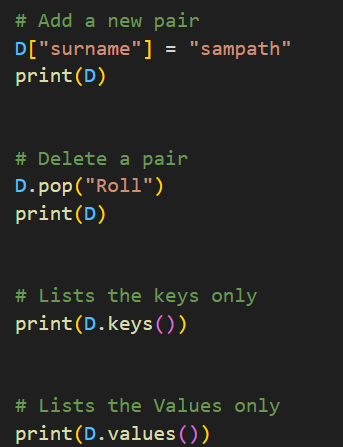 # Add a new pair
D["surname"] = "sampath"
print(D)
# Delete a pair
D.pop("Roll")
print(D)
# Lists the keys only
print(D.keys())
# Lists the Values only
print(D.values())